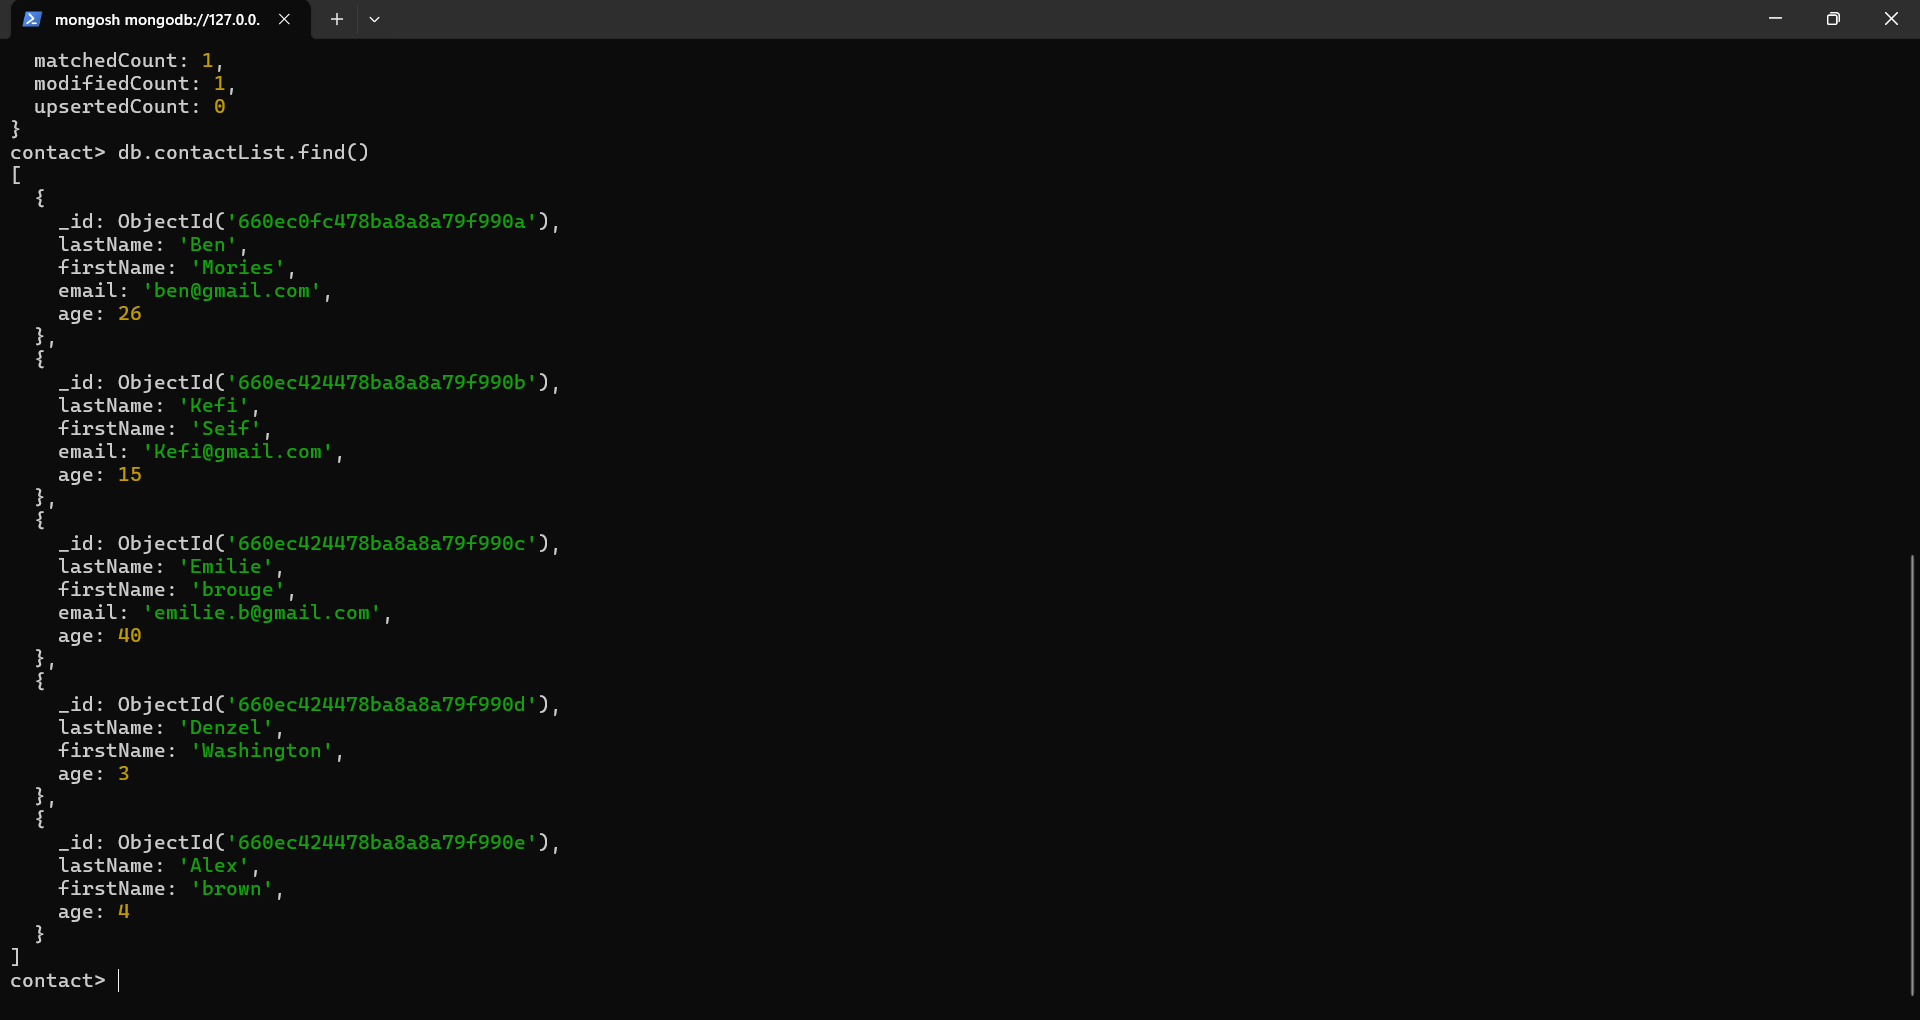 mongosh mongodb://127.0.0.
  matchedCount: 1,
  modifiedCount: 1,
  upsertedCount: 0
}
contact> db.contactList.find()
[
  {
    _id: ObjectId('660ec0fc478ba8a8a79f990a'),
    lastName: 'Ben',
    firstName: 'Mories',
    email: 'ben@gmail.com',
    age: 26
  },
  {
    _id: ObjectId('660ec424478ba8a8a79f990b'),
    lastName: 'Kefi',
    firstName: 'Seif',
    email: 'Kefi@gmail.com',
    age: 15
  },
  {
    _id: ObjectId('660ec424478ba8a8a79f990c'),
    lastName: 'Emilie',
    firstName: 'brouge',
    email: 'emilie.b@gmail.com',
    age: 40
  },
  {
    _id: ObjectId('660ec424478ba8a8a79f990d'),
    lastName: 'Denzel',
    firstName: 'Washington',
    age: 3
  },
  {
    _id: ObjectId('660ec424478ba8a8a79f990e'),
    lastName: 'Alex',
    firstName: 'brown',
    age: 4
  }
]
contact>